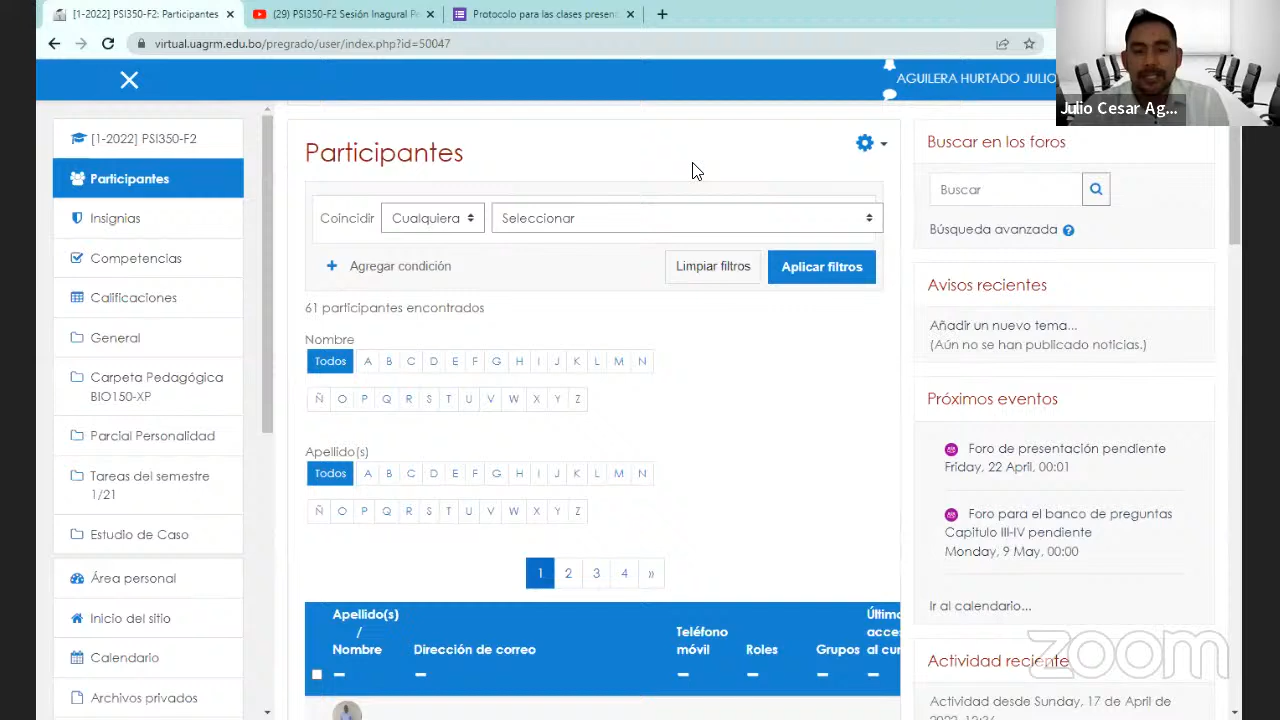 [1-2022] PSI350-F2: Participantes
(29) PSI350-F2 Sesión Inagural Pe
Protocolo para las clases presenc
virtual.uagrm.edu.bo/pregrado/user/index.php?id=50047
AGUILERA HURTADO JULIO
Julio Cesar Ag...
[1-2022] PSI350-F2
Participantes
Insignias
Competencias
Calificaciones
General
Carpeta Pedagógica
BIO150-XP
Parcial Personalidad
Tareas del semestre
1/21
Estudio de Caso
Área personal
Inicio del sitio
Calendario
Archivos privados
Participantes
Coincidir Cualquiera Seleccionar
Agregar condición Limpiar filtros Aplicar filtros
61 participantes encontrados
Nombre
Todos A B C D E F G H I J K L M N
Ñ O P Q R S T U V W X Y Z
Apellido(s)
Todos A B C D E F G H I J K L M N
Ñ O P Q R S T U V W X Y Z
1 2 3 4 »
Apellido(s)
/
Nombre
Dirección de correo
Teléfono
móvil
Roles
Grupos
Último
acces
al cur
Buscar en los foros
Buscar
Búsqueda avanzada
Avisos recientes
Añadir un nuevo tema...
(Aún no se han publicado noticias.)
Próximos eventos
Foro de presentación pendiente
Friday, 22 April, 00:01
Foro para el banco de preguntas
Capitulo III-IV pendiente
Monday, 9 May, 00:00
Ir al calendario...
zoom
Actividad reciente
Actividad desde Sunday, 17 de April de